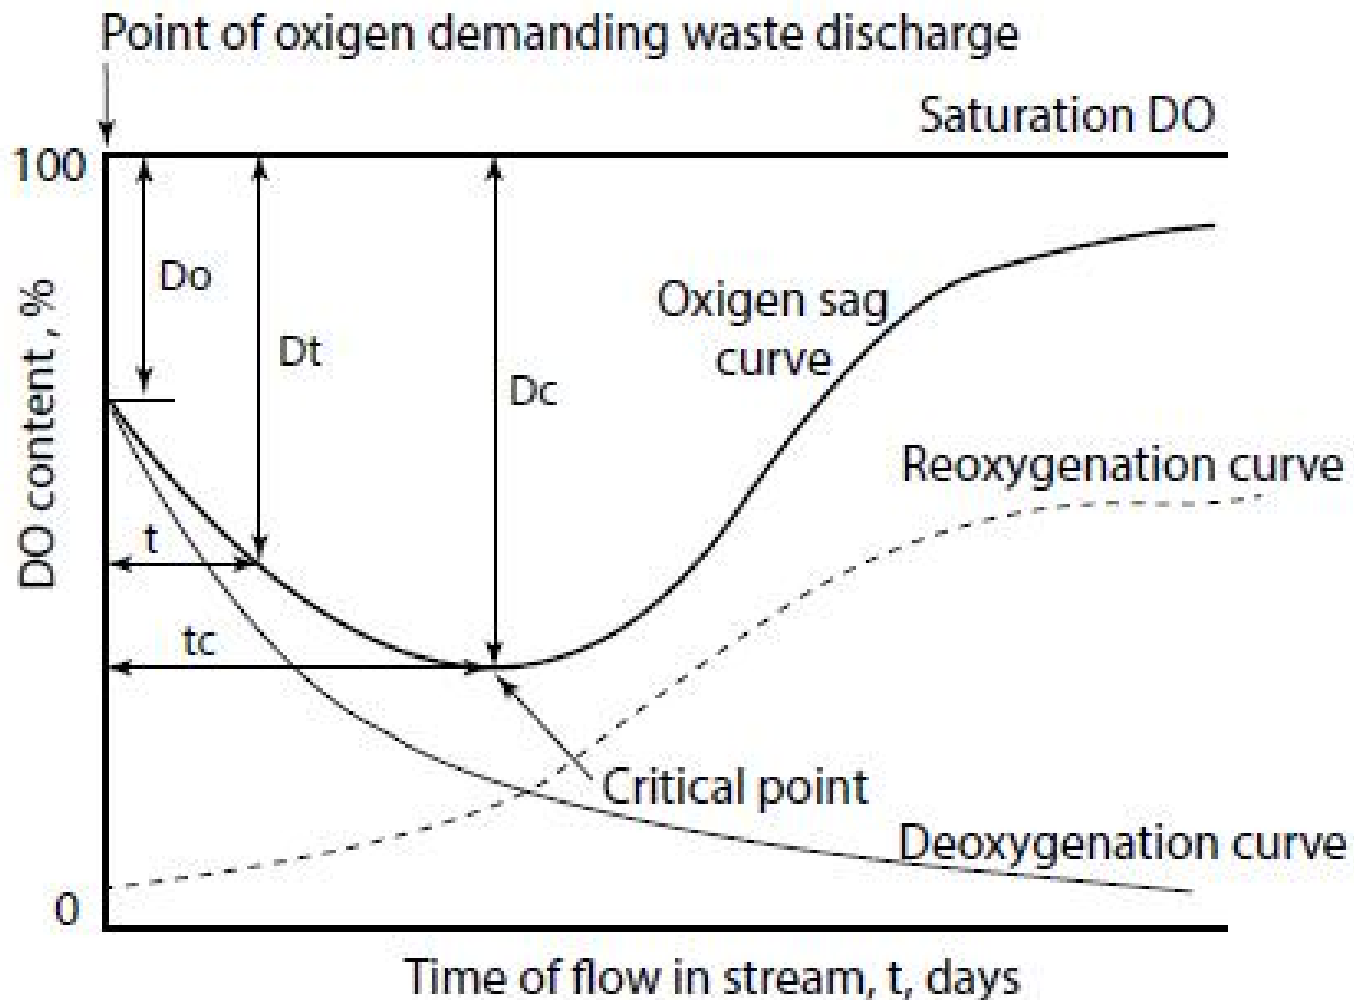 Point of oxigen demanding waste discharge
Saturation DO
100
Do
Dt
Dc
Oxigen sag
curve
Reoxygenation curve
t
tc
Critical point
Deoxygenation curve
0
DO content , %
Time of flow in stream, t, days